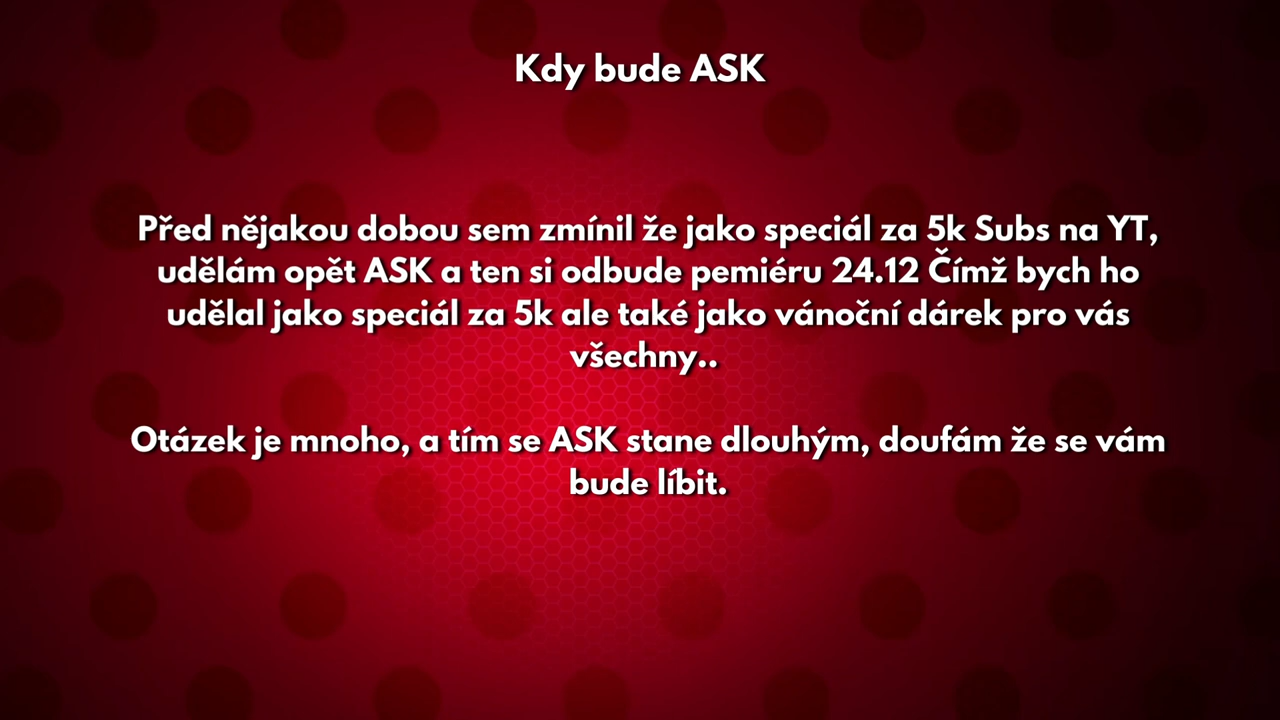 Kdy bude ASK
Před nějakou dobou sem zmínil že jako speciál za 5k Subs na YT,
udělám opět ASK a ten si odbude pemiéru 24.12 Čímž bych ho
udělal jako speciál za 5k ale také jako vánoční dárek pro vás
všechny..
Otázek je mnoho, a tím se ASK stane dlouhým, doufám že se vám
bude líbit.